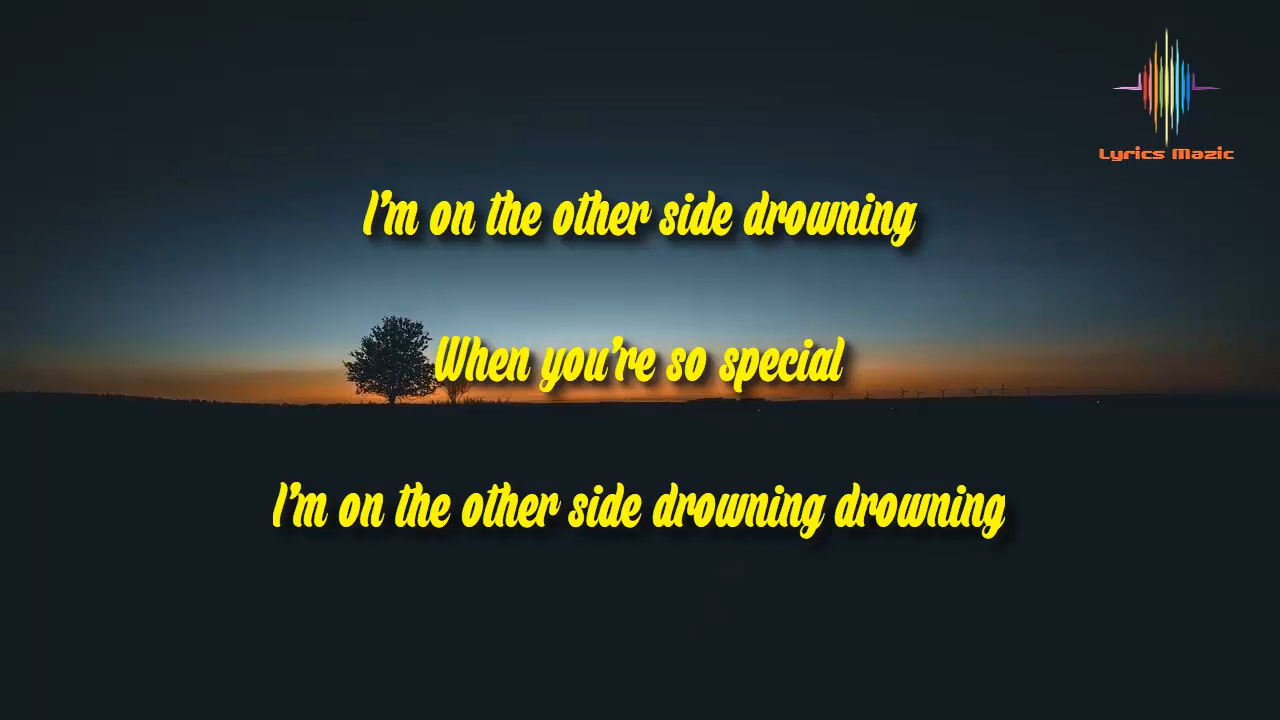 Lyrics Mazic
I'm on the other side drowning
When you're so special
I'm on the other side drowning drowning